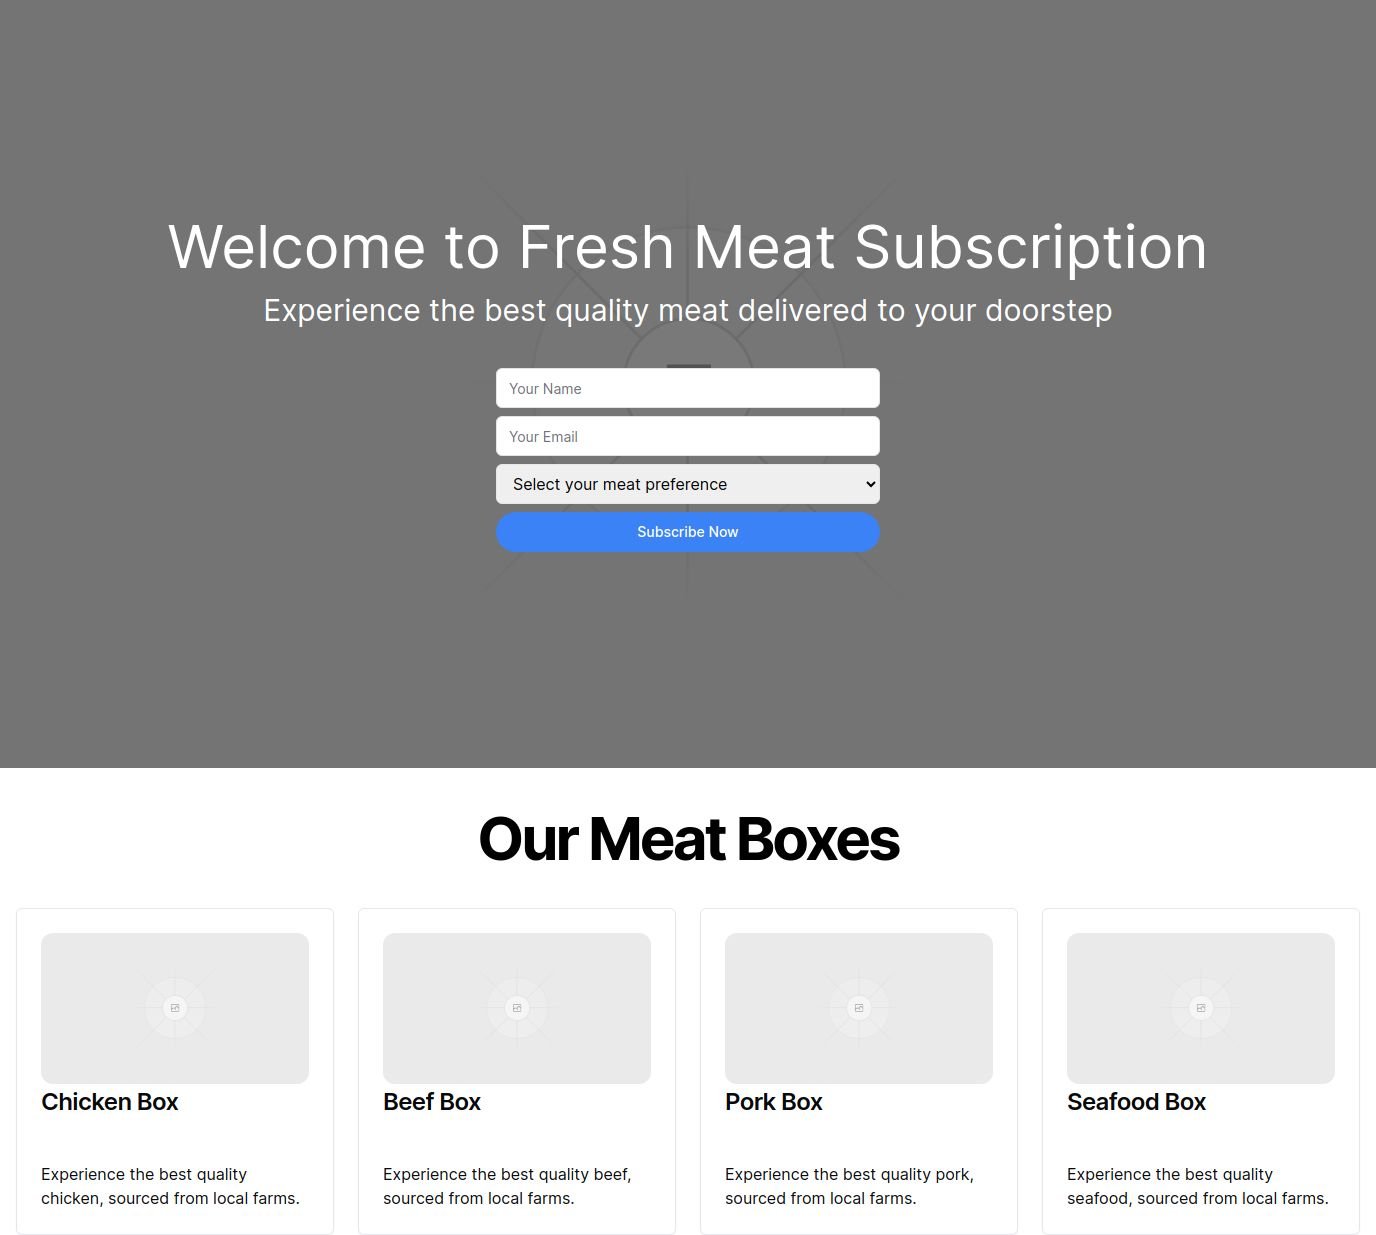 Welcome to Fresh Meat Subscription
Experience the best quality meat delivered to your doorstep
Your Name
Your Email
Select your meat preference
Subscribe Now
Our Meat Boxes
Chicken Box
Experience the best quality
chicken, sourced from local farms.
Beef Box
Experience the best quality beef,
sourced from local farms.
Pork Box
Experience the best quality pork,
sourced from local farms.
Seafood Box
Experience the best quality
seafood, sourced from local farms.